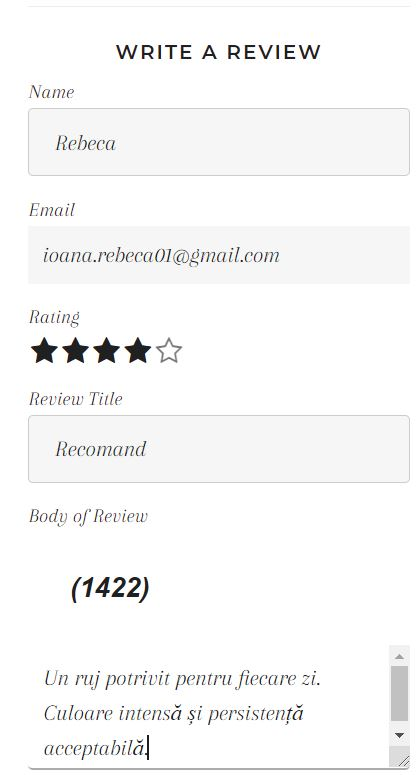 WRITE A REVIEW
Name
Rebeca
Email
ioana.rebeca01@gmail.com
Rating
Review Title
Recomand
Body of Review
(1422)
Un ruj potrivit pentru fiecare zi.
Culoare intensă și persistență
acceptabilă.